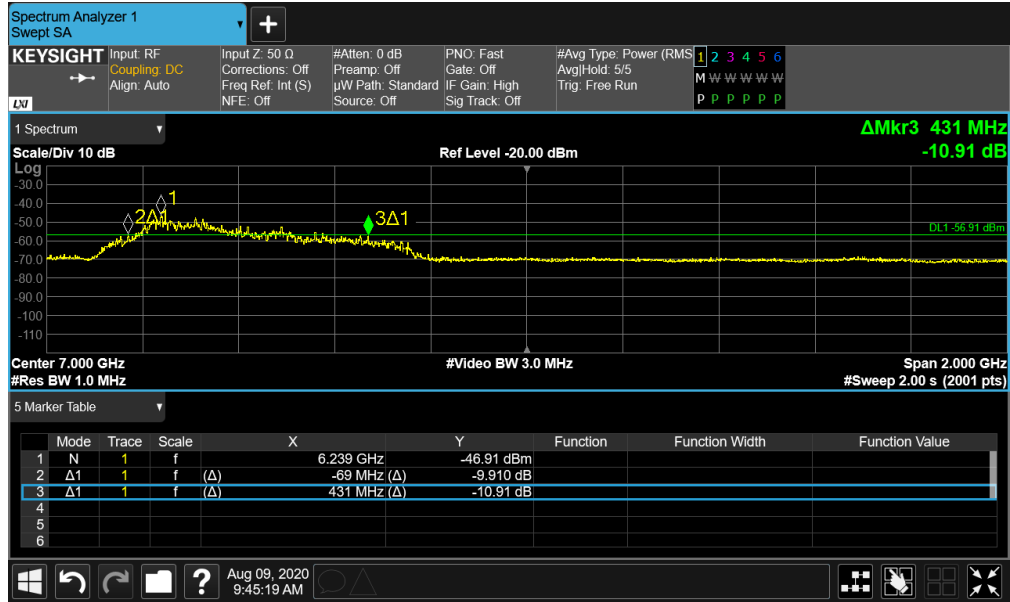 Spectrum Analyzer 1
Swept SA
+
KEYSIGHT
LXI
Input: RF
Coupling: DC
Align: Auto
Input Z: 50 Ω
Corrections: Off
Freq Ref: Int (S)
NFE: Off
#Atten: 0 dB
Preamp: Off
µW Path: Standard
Source: Off
PNO: Fast
Gate: Off
IF Gain: High
Sig Track: Off
#Avg Type: Power (RMS
Avg|Hold: 5/5
Trig: Free Run
1 2 3 4 5 6
M W W W W W
P P P P P P
1 Spectrum
ΔMkr3 431 MHz
-10.91 dB
Scale/Div 10 dB
Ref Level -20.00 dBm
Log
-30.0
-40.0
-50.0
-60.0
-70.0
-80.0
-90.0
-100
-110
2Δ1
1
3Δ1
DL1 -56.91 dBm
Center 7.000 GHz
#Video BW 3.0 MHz
Span 2.000 GHz
#Res BW 1.0 MHz
#Sweep 2.00 s (2001 pts)
5 Marker Table
Mode Trace Scale X Y Function Function Width Function Value
1 N 1 f 6.239 GHz -46.91 dBm
2 Δ1 1 f (Δ) -69 MHz (Δ) -9.910 dB
3 Δ1 1 f (Δ) 431 MHz (Δ) -10.91 dB
4
5
6
?
Aug 09, 2020
9:45:19 AM